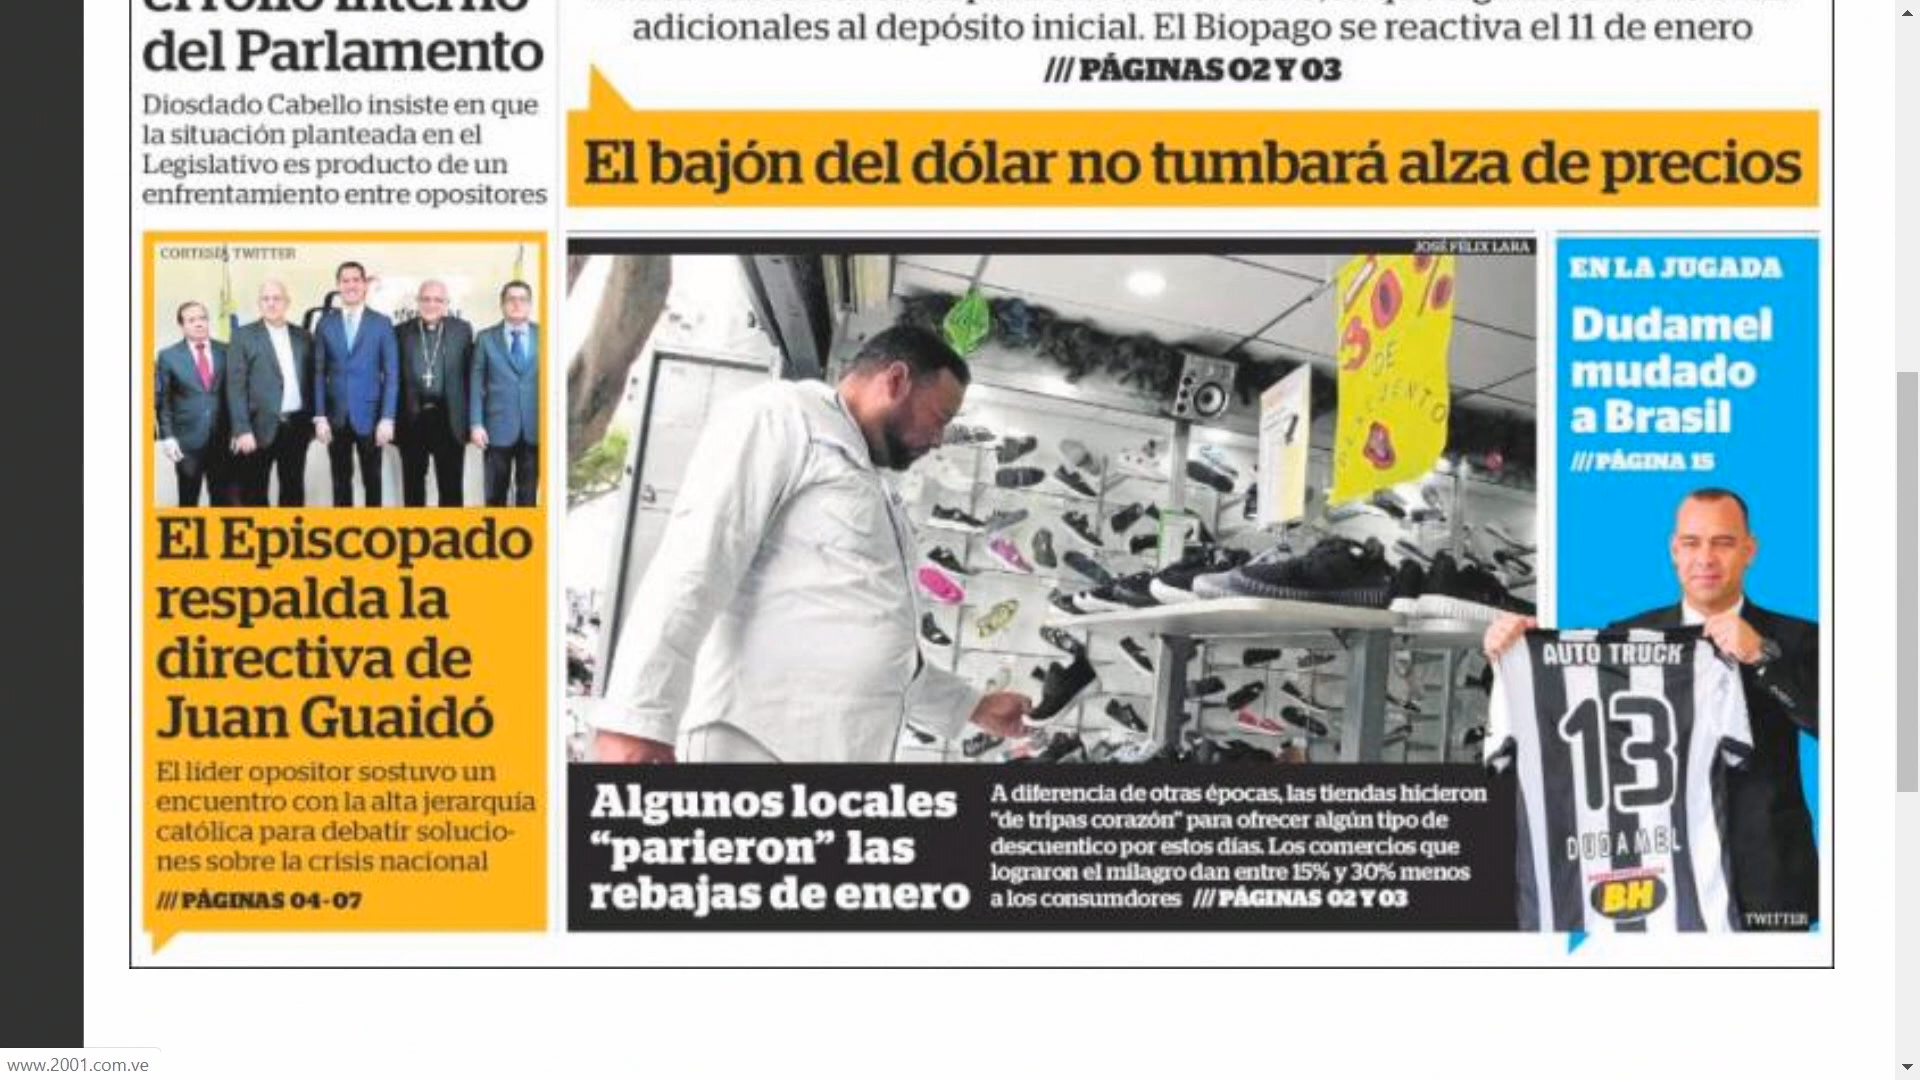 del Parlamento
Diosdado Cabello insiste en que
la situación planteada en el
Legislativo es producto de un
enfrentamiento entre opositores
adicionales al depósito inicial. El Biopago se reactiva el 11 de enero
/// PÁGINAS 02 Y 03
El bajón del dólar no tumbará alza de precios
CORTESÍA TWITTER
El Episcopado
respalda la
directiva de
Juan Guaidó
El líder opositor sostuvo un
encuentro con la alta jerarquía
católica para debatir solucio-
nes sobre la crisis nacional
/// PÁGINAS 04-07
JOSÉ FÉLIX LARA
DE
Algunos locales
“parieron” las
rebajas de enero
A diferencia de otras épocas, las tiendas hicieron
“de tripas corazón” para ofrecer algún tipo de
descuentico por estos días. Los comercios que
lograron el milagro dan entre 15% y 30% menos
a los consumdores /// PÁGINAS 02 Y 03
EN LA JUGADA
Dudamel
mudado
a Brasil
/// PÁGINA 15
AUTO TRUCK
13
DUDAMEL
BH
TWITTER
www.2001.com.ve